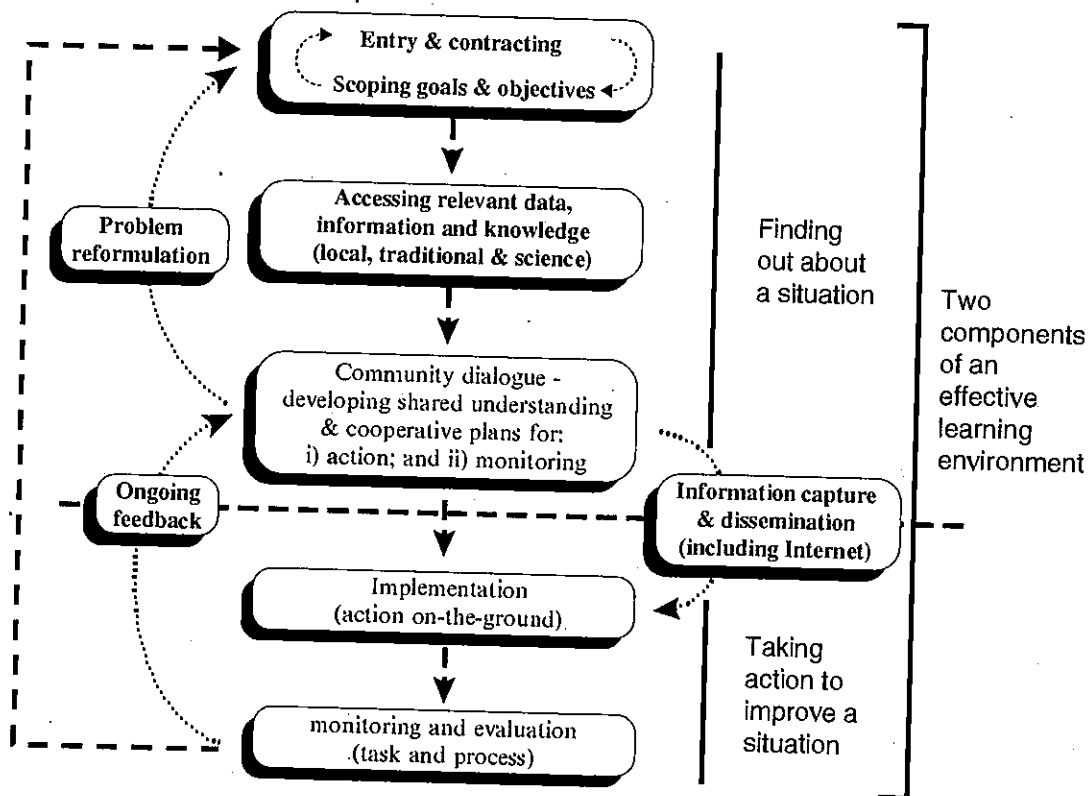 Entry & contracting
Scoping goals & objectives
Accessing relevant data,
information and knowledge
(local, traditional & science)
Problem
reformulation
Finding
out about
a situation
Two
components
of an
effective
learning
environment
Community dialogue -
developing shared understanding
& cooperative plans for:
i) action; and ii) monitoring
Ongoing
feedback
Information capture
& dissemination
(including Internet)
Implementation
(action on-the-ground)
Taking
action to
improve a
situation
monitoring and evaluation
(task and process)